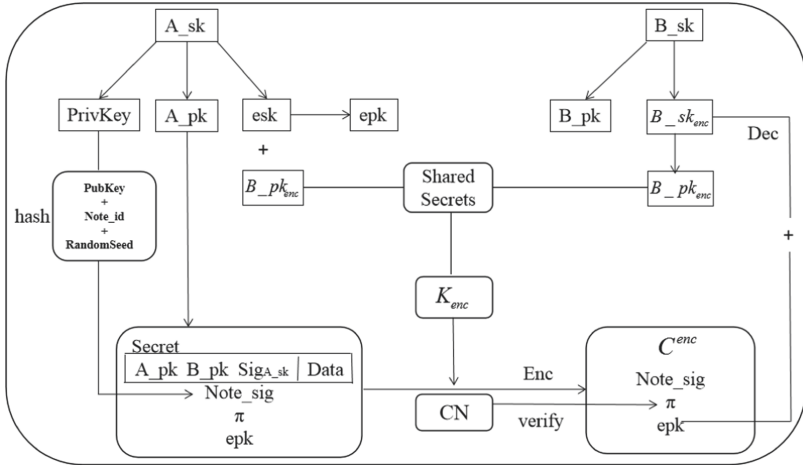 A_sk
B_sk
PrivKey
A_pk
esk
epk
B_pk
B_sk_enc
Dec
+
B_pk_enc
Shared
Secrets
B_pk_enc
hash
PubKey
+
Note_id
+
RandomSeed
+
K_enc
Secret
A_pk B_pk SigA_sk | Data
Note_sig
π
epk
Enc
CN
verify
C^enc
Note_sig
π
epk